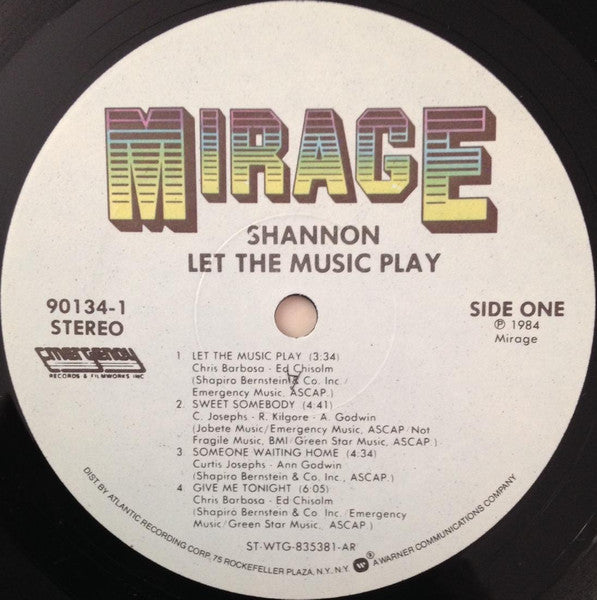 MIRAGE
SHANNON
LET THE MUSIC PLAY
90134-1
STEREO
SIDE ONE
℗ 1984
Mirage
Emergency
RECORDS & FILMWORKS INC
1 LET THE MUSIC PLAY (3:34)
Chris Barbosa - Ed Chisolm
(Shapiro Bernstein & Co. Inc./
Emergency Music, ASCAP.)
2. SWEET SOMEBODY (4:41)
C. Josephs - R. Kilgore - A. Godwin
(Jobete Music/Emergency Music, ASCAP/Not
Fragile Music, BMI/Green Star Music, ASCAP.)
3. SOMEONE WAITING HOME (4:34)
Curtis Josephs - Ann Godwin
(Shapiro Bernstein & Co. Inc., ASCAP.)
4 GIVE ME TONIGHT (6:05)
Chris Barbosa - Ed Chisolm
(Shapiro Bernstein & Co. Inc./Emergency
Music/Green Star Music, ASCAP.)
ST-WTG-835381-AR
DIST. BY ATLANTIC RECORDING CORP., 75 ROCKEFELLER PLAZA, N.Y., N.Y. ® A WARNER COMMUNICATIONS COMPANY